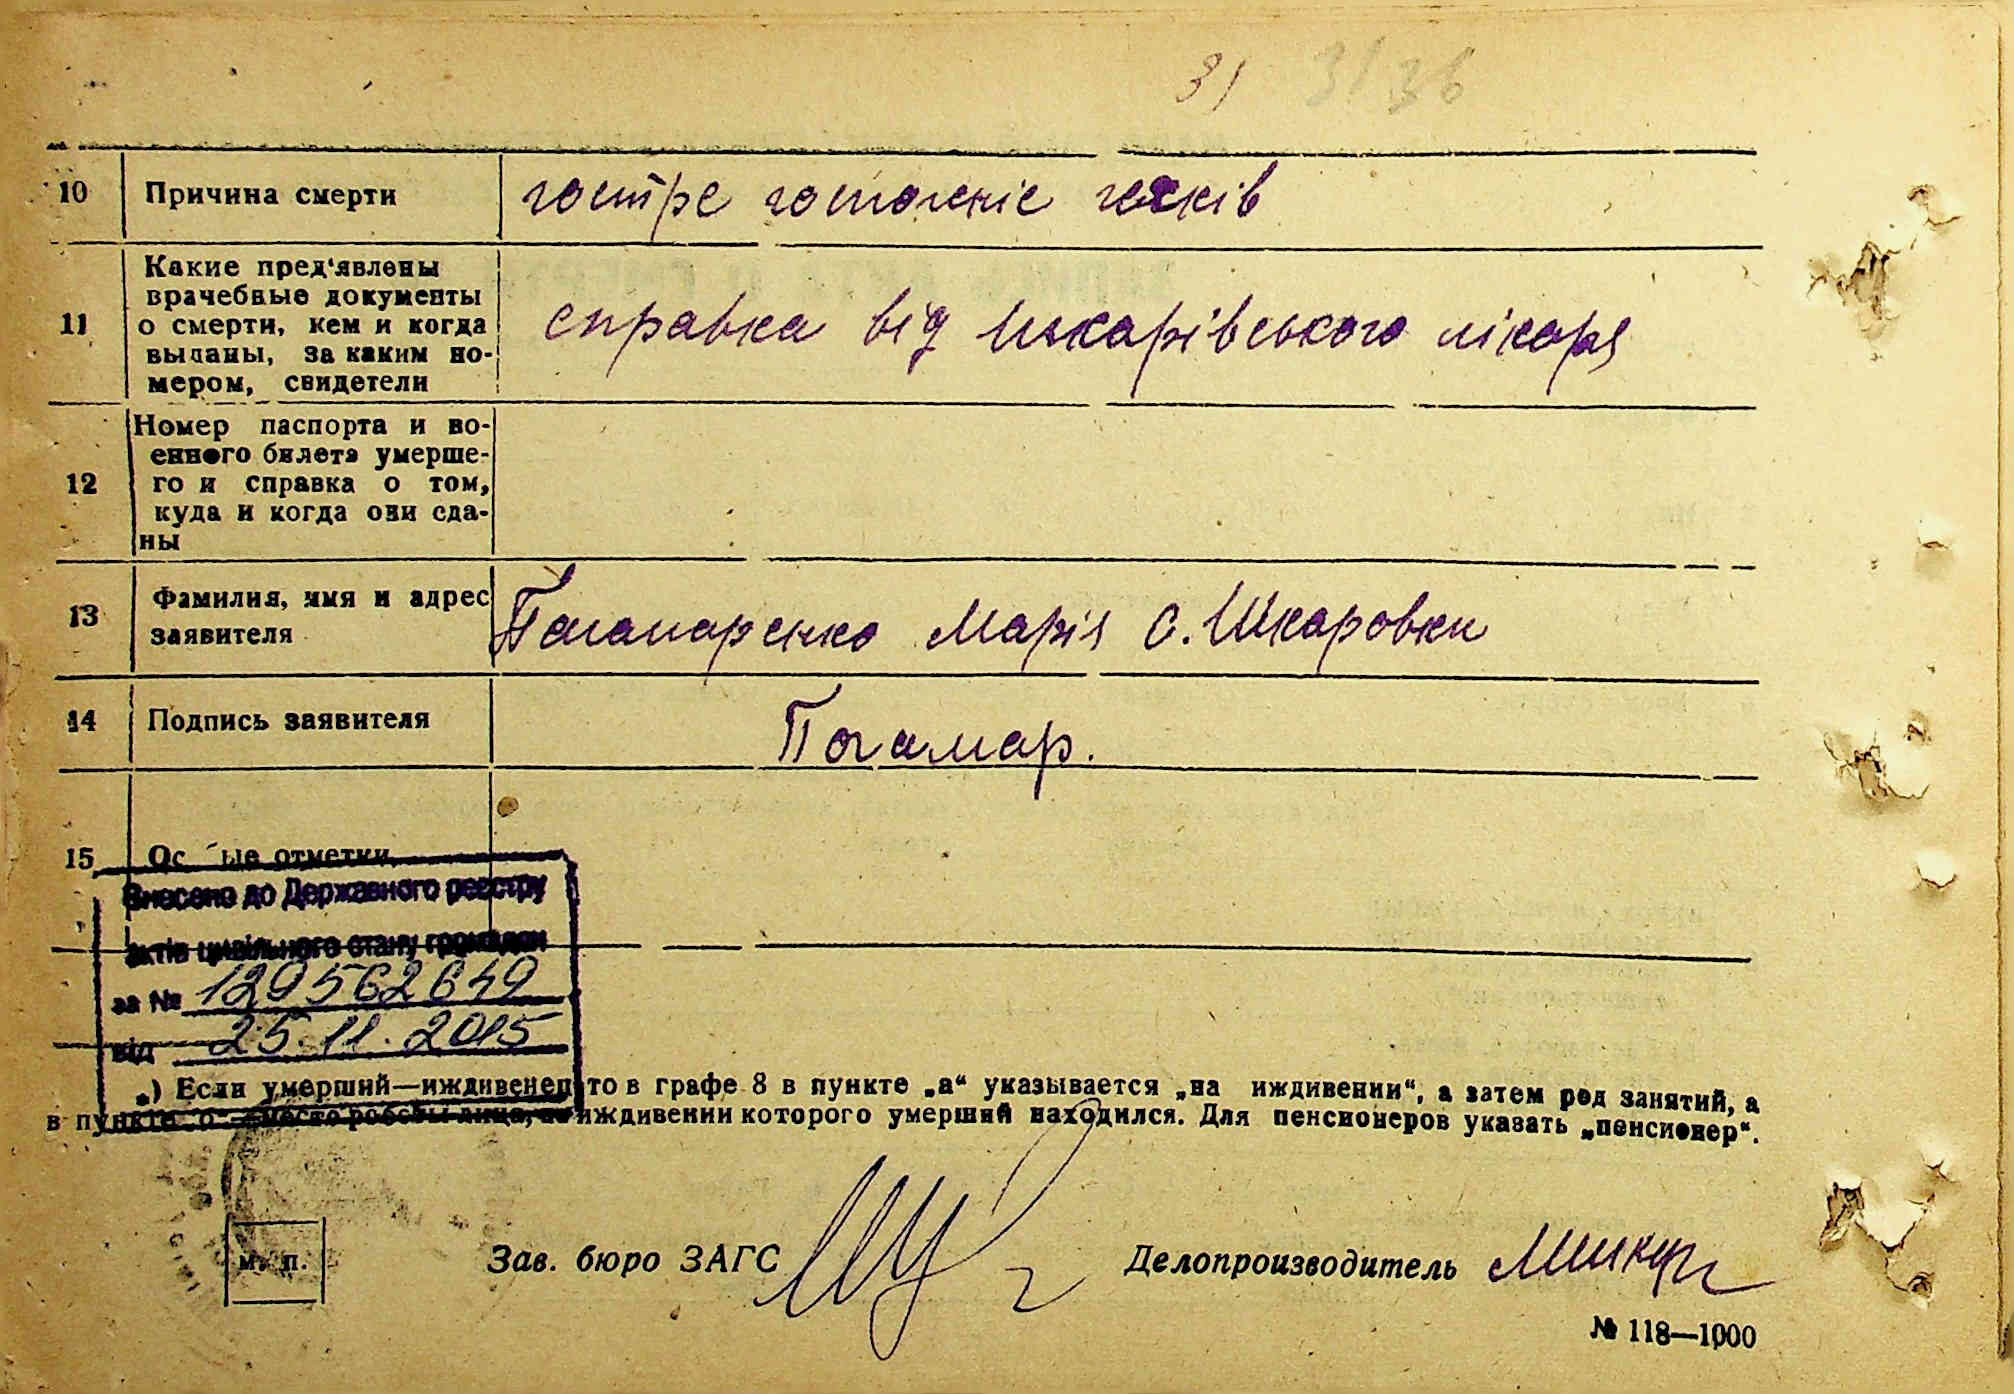 31 31 36
10 Причина смерти гостре
11 Какие пред'явлены
врачебные документы
о смерти, кем и когда
выданы, за каким но-
мером, свидетели
справка від Шкарівського лікаря
12 Номер паспорта и во-
енного билета умерше-
го и справка о том,
куда и когда они сда-
ны
13 Фамилия, имя и адрес
заявителя
Марія с. Шкаровки
14 Подпись заявителя
15 Ос ые отметки
Внесено до Державного реєстру
актів цивільного стану громадян
за № 129562649
від 25.11.2015
„) Если умерший—иждивенец то в графе 8 в пункте „а“ указывается „на иждивении“, а затем род занятий, а
в пункте иждивении которого умерший находился. Для пенсионеров указать „пенсионер“.
м. п. Зав. бюро ЗАГС Делопроизводитель
№ 118—1000